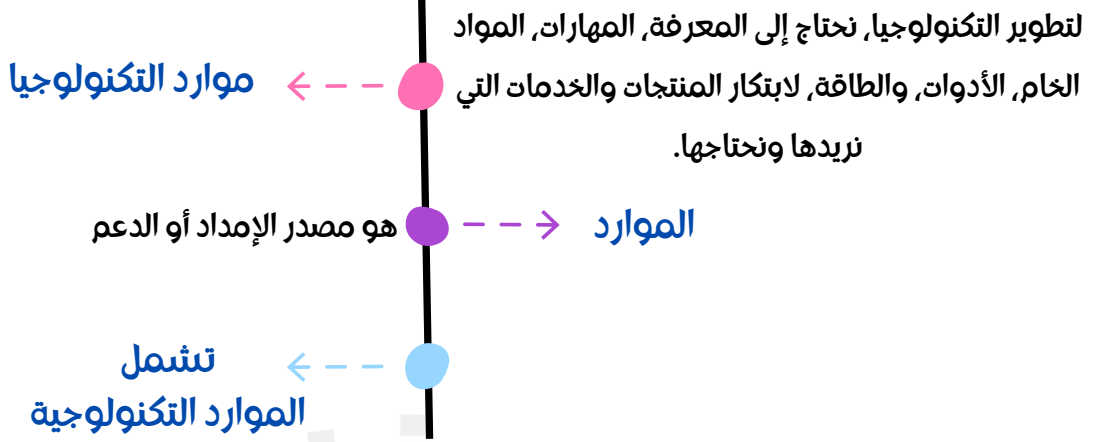 لتطوير التكنولوجيا، نحتاج إلى المعرفة، المهارات، المواد
الخام، الأدوات، والطاقة، لابتكار المنتجات والخدمات التي
نريدها ونحتاجها.
موارد التكنولوجيا
الموارد
هو مصدر الإمداد أو الدعم
تشمل
الموارد التكنولوجية